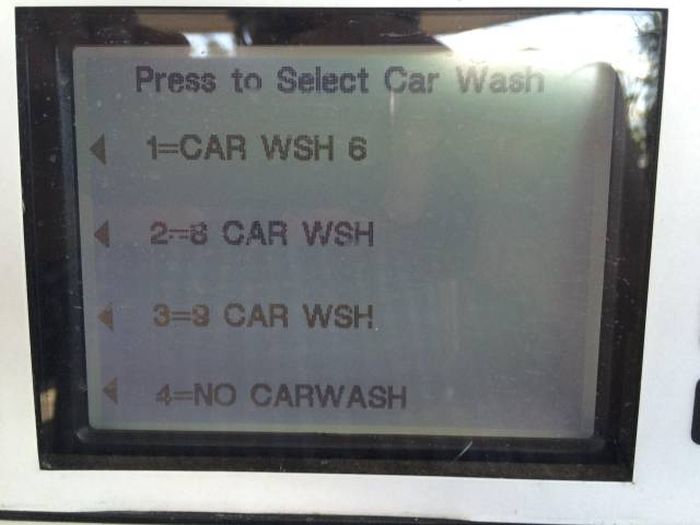 Press to Select Car Wash
1=CAR WSH 6
2=8 CAR WSH
3=9 CAR WSH
4=NO CARWASH